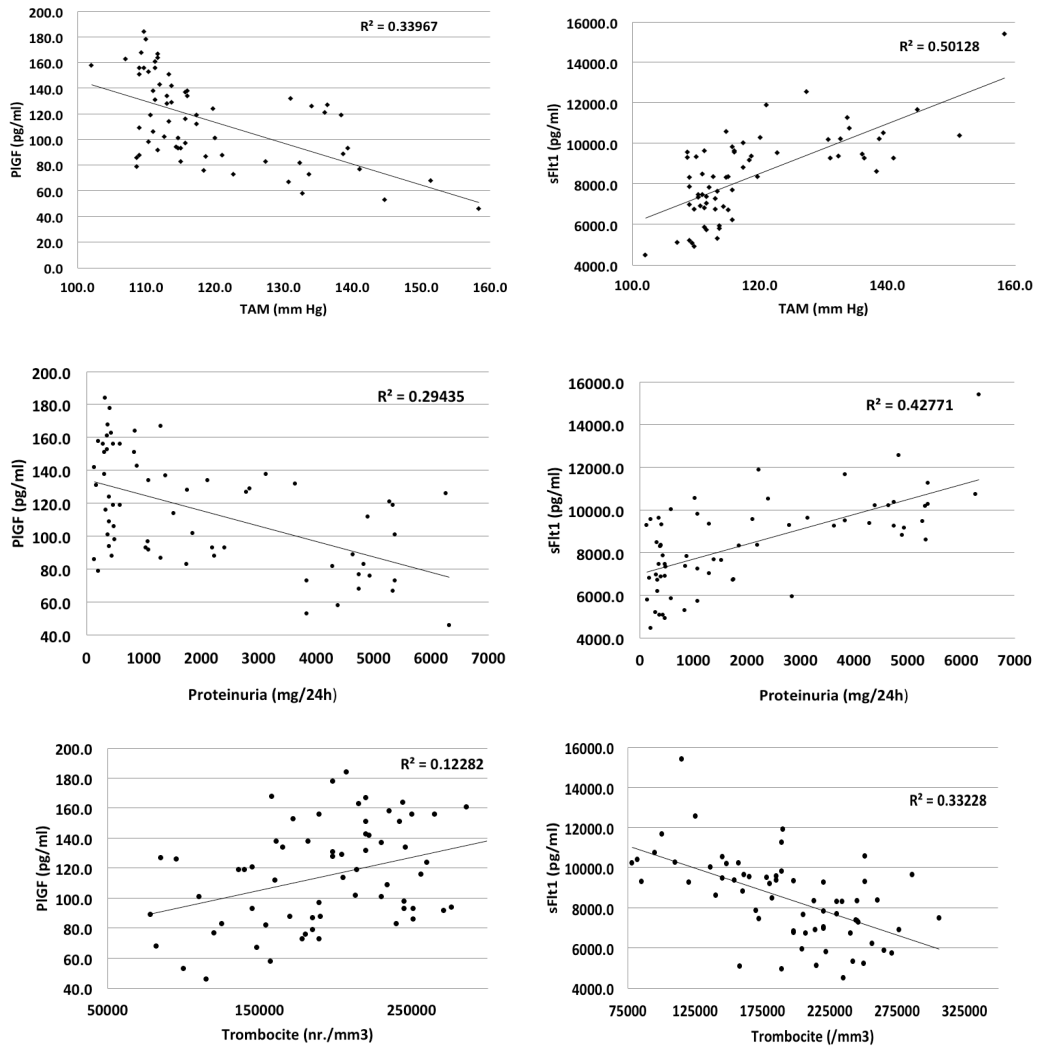 200.0
180.0
160.0
140.0
120.0
100.0
80.0
60.0
40.0
20.0
0.0
PlGF (pg/ml)
R² = 0.33967
100.0 110.0 120.0 130.0 140.0 150.0 160.0
TAM (mm Hg)
16000.0
14000.0
12000.0
10000.0
8000.0
6000.0
4000.0
sFlt1 (pg/ml)
R² = 0.50128
100.0 120.0 140.0 160.0
TAM (mm Hg)
200.0
180.0
160.0
140.0
120.0
100.0
80.0
60.0
40.0
PlGF (pg/ml)
R² = 0.29435
0 1000 2000 3000 4000 5000 6000 7000
Proteinuria (mg/24h)
16000.0
14000.0
12000.0
10000.0
8000.0
6000.0
4000.0
sFlt1 (pg/ml)
R² = 0.42771
0 1000 2000 3000 4000 5000 6000 7000
Proteinuria (mg/24h)
200.0
180.0
160.0
140.0
120.0
100.0
80.0
60.0
40.0
PlGF (pg/ml)
R² = 0.12282
50000 150000 250000
Trombocite (nr./mm3)
16000.0
14000.0
12000.0
10000.0
8000.0
6000.0
4000.0
sFlt1 (pg/ml)
R² = 0.33228
75000 125000 175000 225000 275000 325000
Trombocite (/mm3)